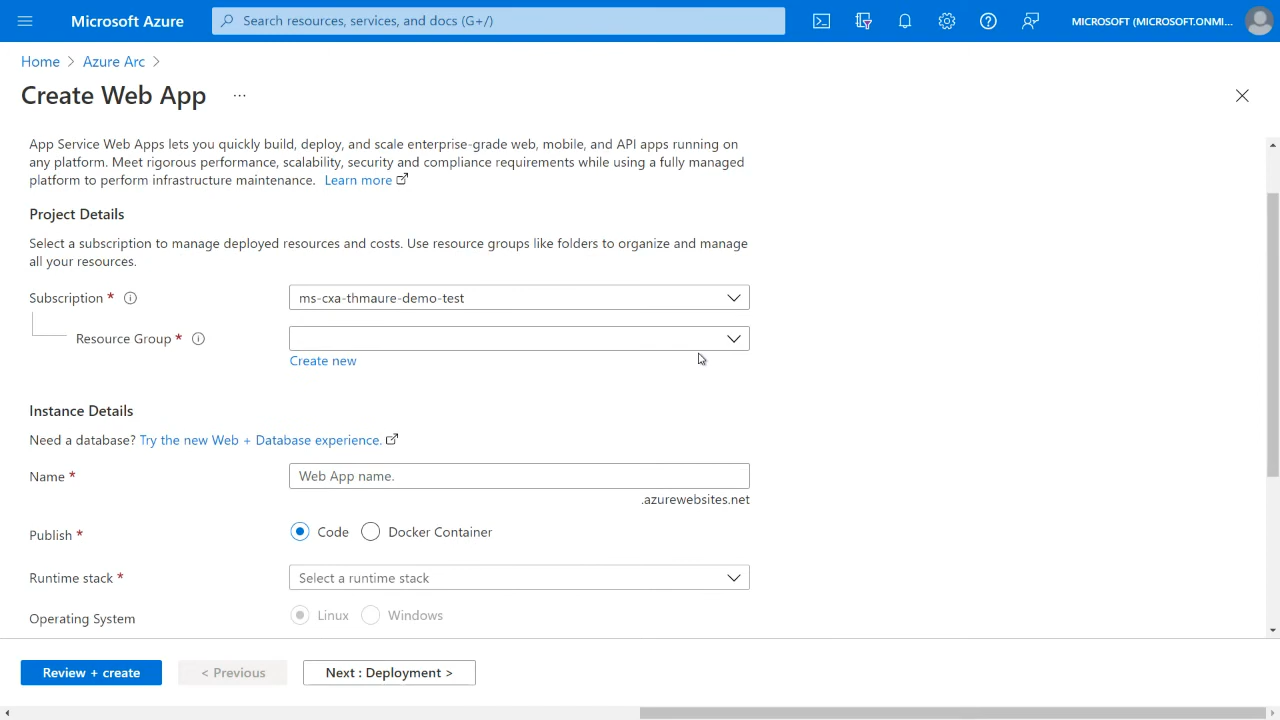 Microsoft Azure
Search resources, services, and docs (G+/)
MICROSOFT (MICROSOFT.ONMI...
Home > Azure Arc >
Create Web App ...
App Service Web Apps lets you quickly build, deploy, and scale enterprise-grade web, mobile, and API apps running on
any platform. Meet rigorous performance, scalability, security and compliance requirements while using a fully managed
platform to perform infrastructure maintenance. Learn more
Project Details
Select a subscription to manage deployed resources and costs. Use resource groups like folders to organize and manage
all your resources.
Subscription *
ms-cxa-thmaure-demo-test
Resource Group *
Create new
Instance Details
Need a database? Try the new Web + Database experience.
Name *
Web App name.
.azurewebsites.net
Publish *
Code
Docker Container
Runtime stack *
Select a runtime stack
Operating System
Linux
Windows
Review + create
< Previous
Next : Deployment >